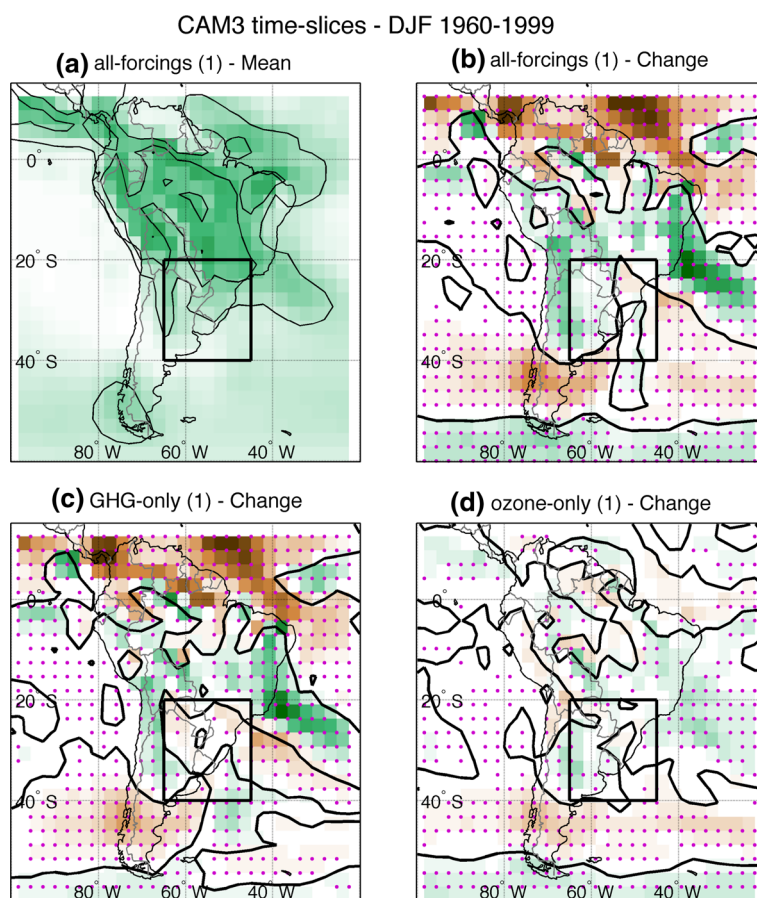 CAM3 time-slices - DJF 1960-1999
(a) all-forcings (1) - Mean
(b) all-forcings (1) - Change
0°
20° S
40° S
80° W
60° W
40° W
0°
20° S
40° S
80° W
60° W
40° W
(c) GHG-only (1) - Change
(d) ozone-only (1) - Change
0°
20° S
40° S
80° W
60° W
40° W
0°
20° S
40° S
80° W
60° W
40° W